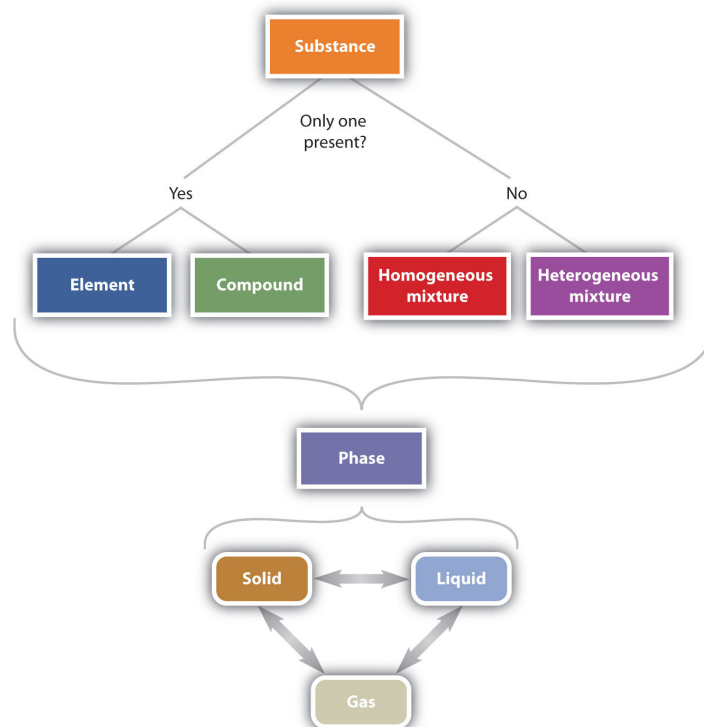 Substance
Only one
present?
Yes
No
Element
Compound
Homogeneous
mixture
Heterogeneous
mixture
Phase
Solid
Liquid
Gas